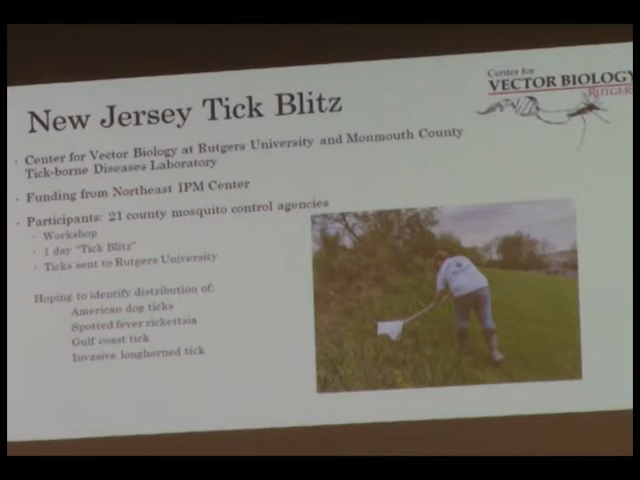 Center for
VECTOR BIOLOGY
RUTGERS
New Jersey Tick Blitz
Center for Vector Biology at Rutgers University and Monmouth County
Tick-borne Diseases Laboratory
Funding from Northeast IPM Center
Participants: 21 county mosquito control agencies
Workshop
1 day "Tick Blitz"
Ticks sent to Rutgers University
Hoping to identify distribution of:
American dog ticks
Spotted fever rickettsia
Gulf coast tick
Invasive longhorned tick